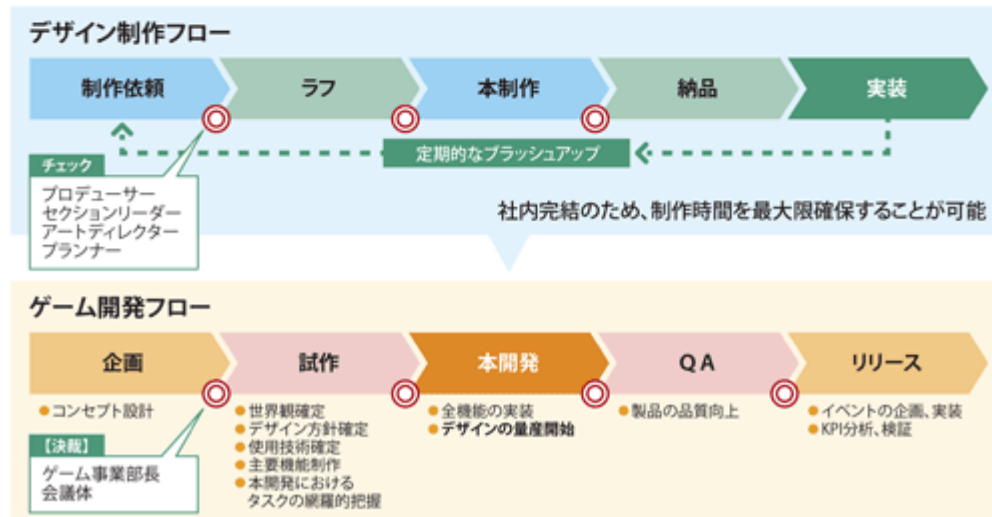 デザイン制作フロー
制作依頼
ラフ
本制作
納品
実装
定期的なブラッシュアップ
チェック
プロデューサー
セクションリーダー
アートディレクター
プランナー
社内完結のため、制作時間を最大限確保することが可能
ゲーム開発フロー
企画
試作
本開発
QA
リリース
●コンセプト設計
●世界観確定
●デザイン方針確定
●使用技術確定
●主要機能制作
●本開発における
タスクの網羅的把握
●全機能の実装
●デザインの量産開始
●製品の品質向上
●イベントの企画、実装
●KPI分析、検証
【決裁】
ゲーム事業部長
会議体